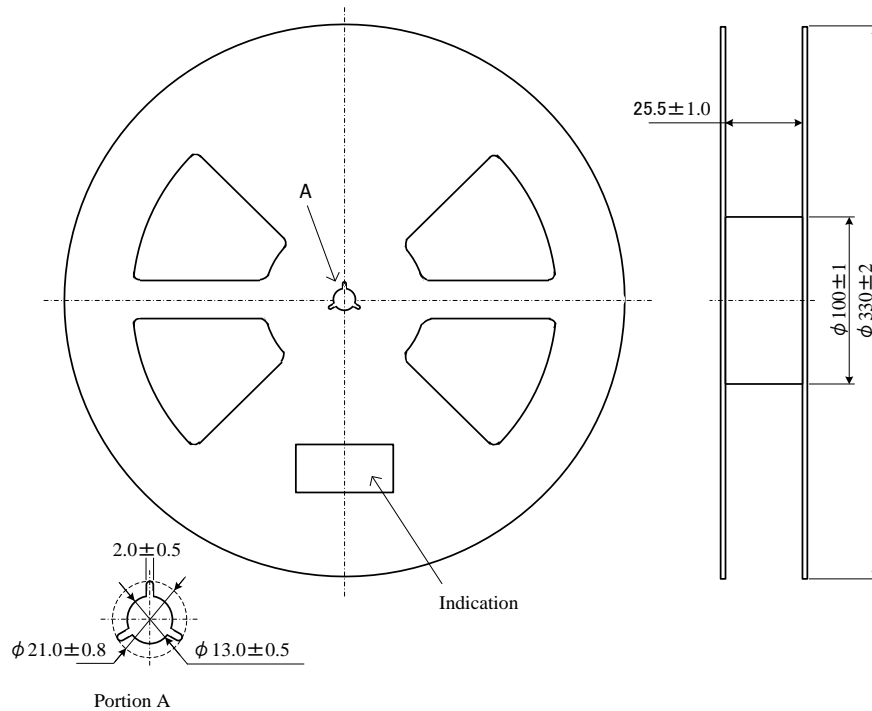 A
25.5±1.0
ϕ100±1
ϕ330±2
Indication
2.0±0.5
ϕ21.0±0.8
ϕ13.0±0.5
Portion A